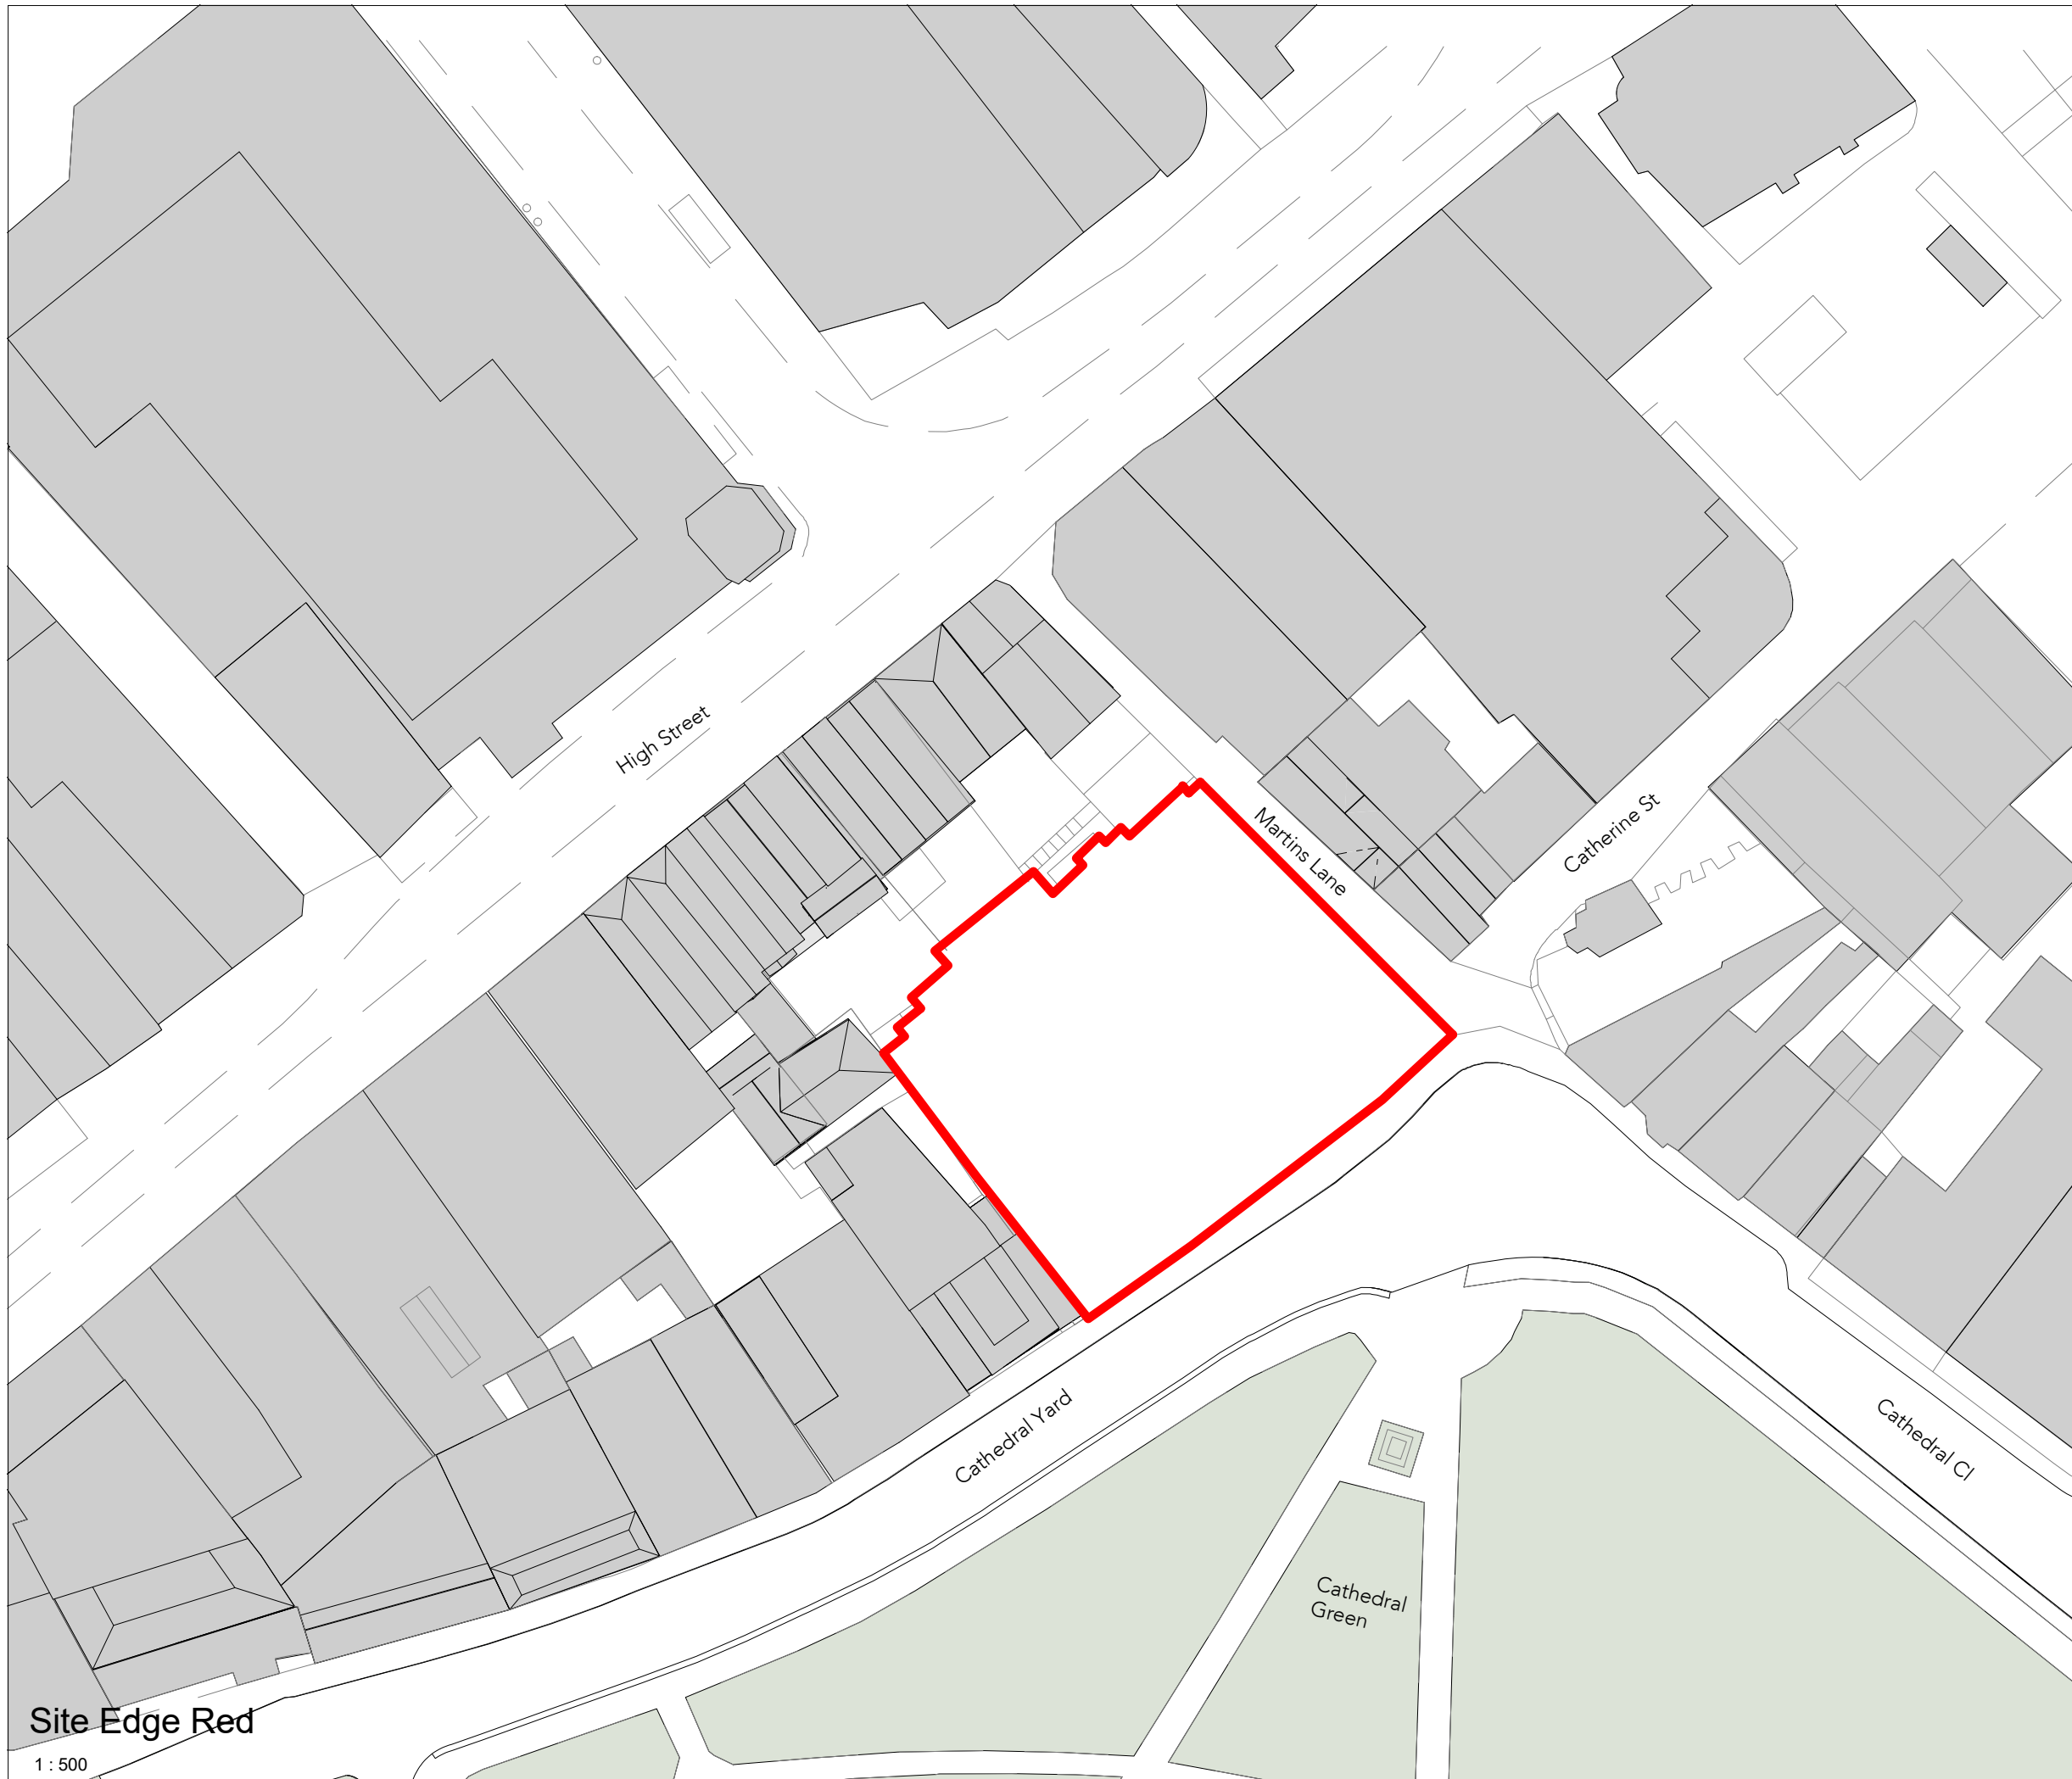 High Street
Martins Lane
Catherine St
Cathedral Yard
Cathedral Cl
Cathedral
Green
Site Edge Red
1 : 500